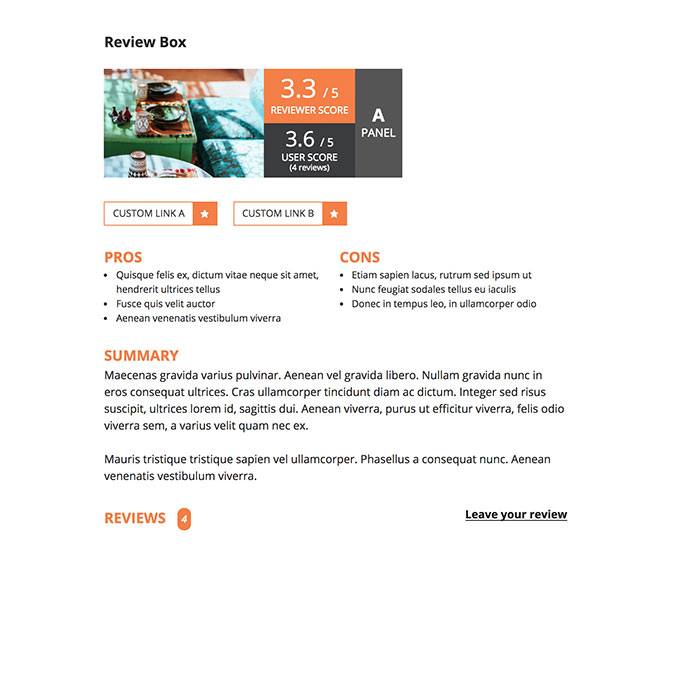 Review Box
3.3 / 5
REVIEWER SCORE
3.6 / 5
USER SCORE
(4 reviews)
A
PANEL
CUSTOM LINK A
CUSTOM LINK B
PROS
• Quisque felis ex, dictum vitae neque sit amet,
hendrerit ultrices tellus
• Fusce quis velit auctor
• Aenean venenatis vestibulum viverra
CONS
• Etiam sapien lacus, rutrum sed ipsum ut
• Nunc feugiat sodales tellus eu iaculis
• Donec in tempus leo, in ullamcorper odio
SUMMARY
Maecenas gravida varius pulvinar. Aenean vel gravida libero. Nullam gravida nunc in
eros consequat ultrices. Cras ullamcorper tincidunt diam ac dictum. Integer sed risus
suscipit, ultrices lorem id, sagittis dui. Aenean viverra, purus ut efficitur viverra, felis odio
viverra sem, a varius velit quam nec ex.
Mauris tristique tristique sapien vel ullamcorper. Phasellus a consequat nunc. Aenean
venenatis vestibulum viverra.
REVIEWS 4
Leave your review